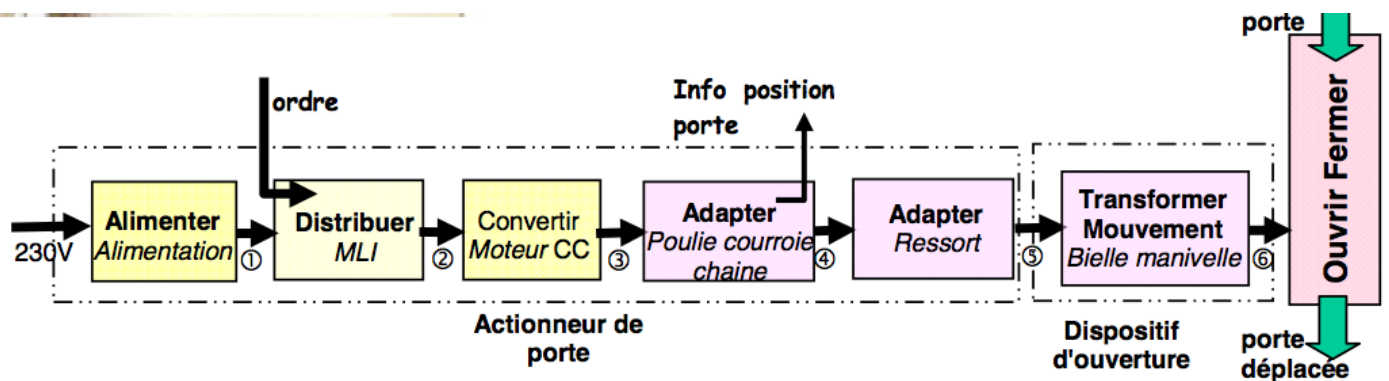 porte
ordre
Info position
porte
230V
Alimenter
Alimentation
①
Distribuer
MLI
②
Convertir
Moteur CC
③
Adapter
Poulie courroie
chaine
④
Adapter
Ressort
⑤
Transformer
Mouvement
Bielle manivelle
⑥
Ouvrir Fermer
Actionneur de
porte
Dispositif
d'ouverture
porte
déplacée